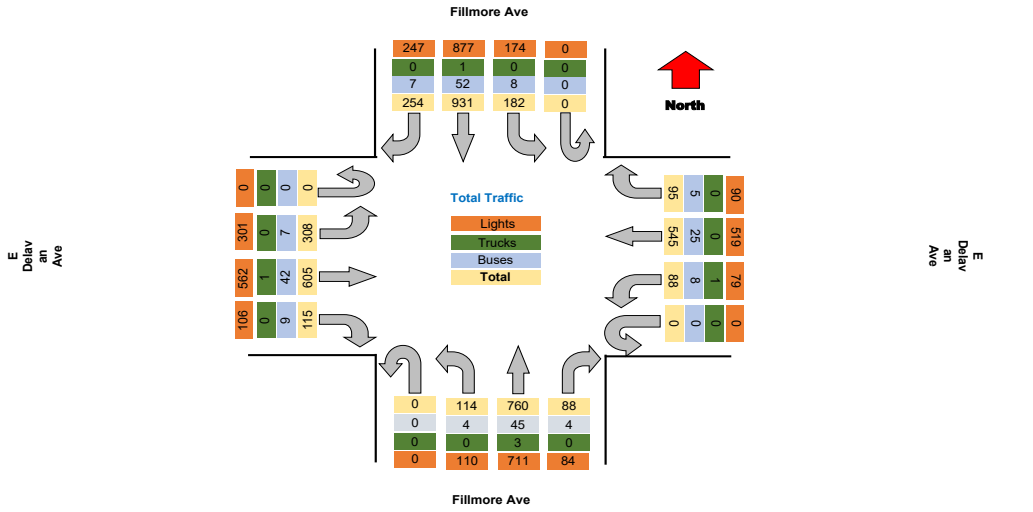 Fillmore Ave
247 877 174 0
0 1 0 0
7 52 8 0
254 931 182 0
North
0 0 0 0
301 0 7 308
562 1 42 605
106 0 9 115
E
Delav
an
Ave
Total Traffic
Lights
Trucks
Buses
Total
95 5 0 90
545 25 0 519
88 8 1 79
0 0 0 0
E
Delav
an
Ave
0 114 760 88
0 4 45 4
0 0 3 0
0 110 711 84
Fillmore Ave